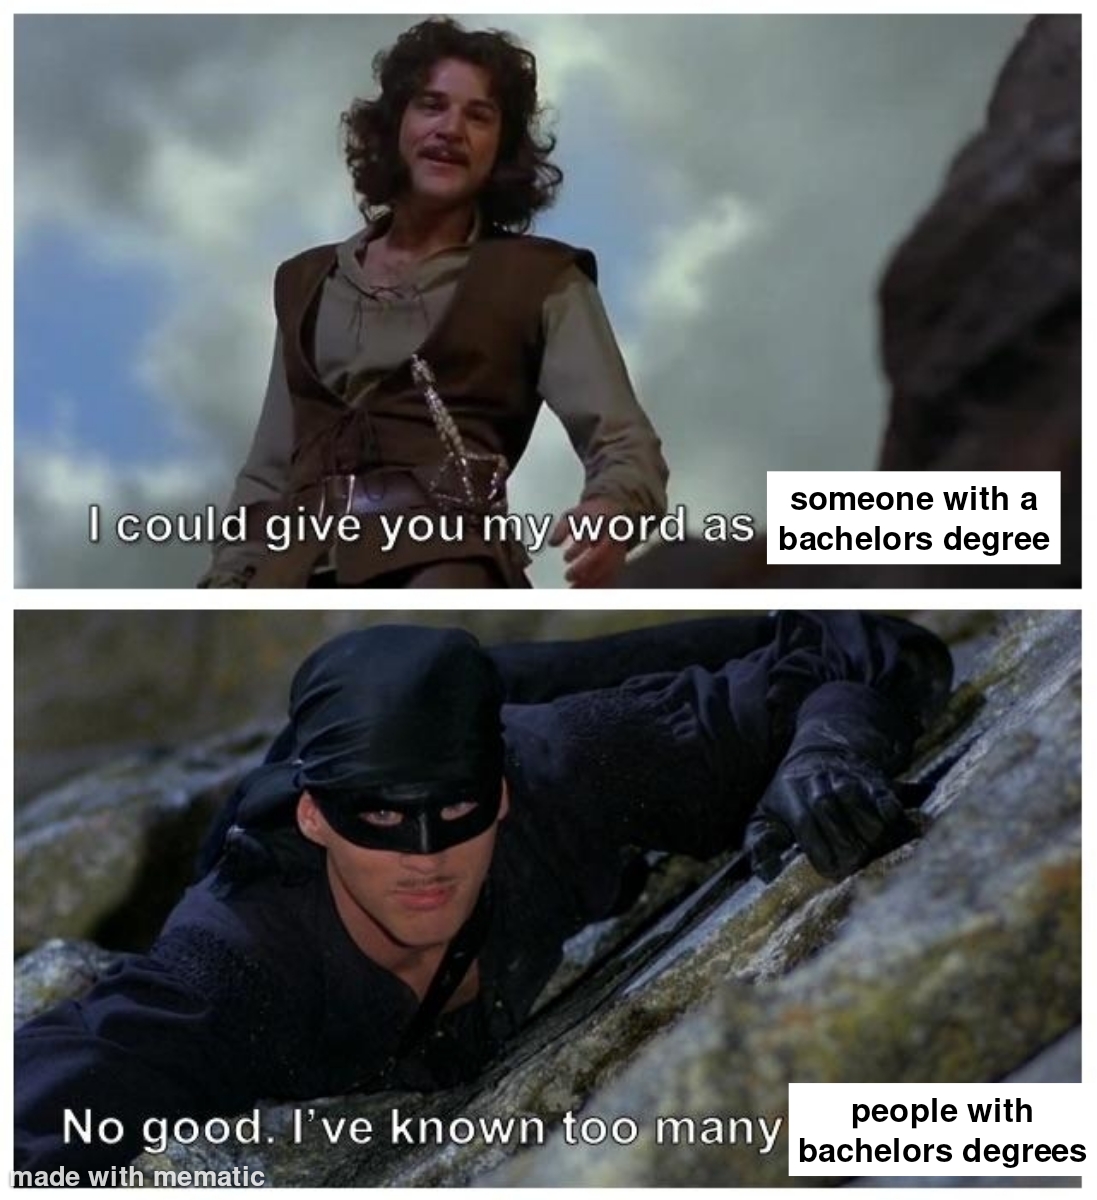 I could give you my word as
someone with a
bachelors degree
No good. I've known too many
people with
bachelors degrees
made with mematic